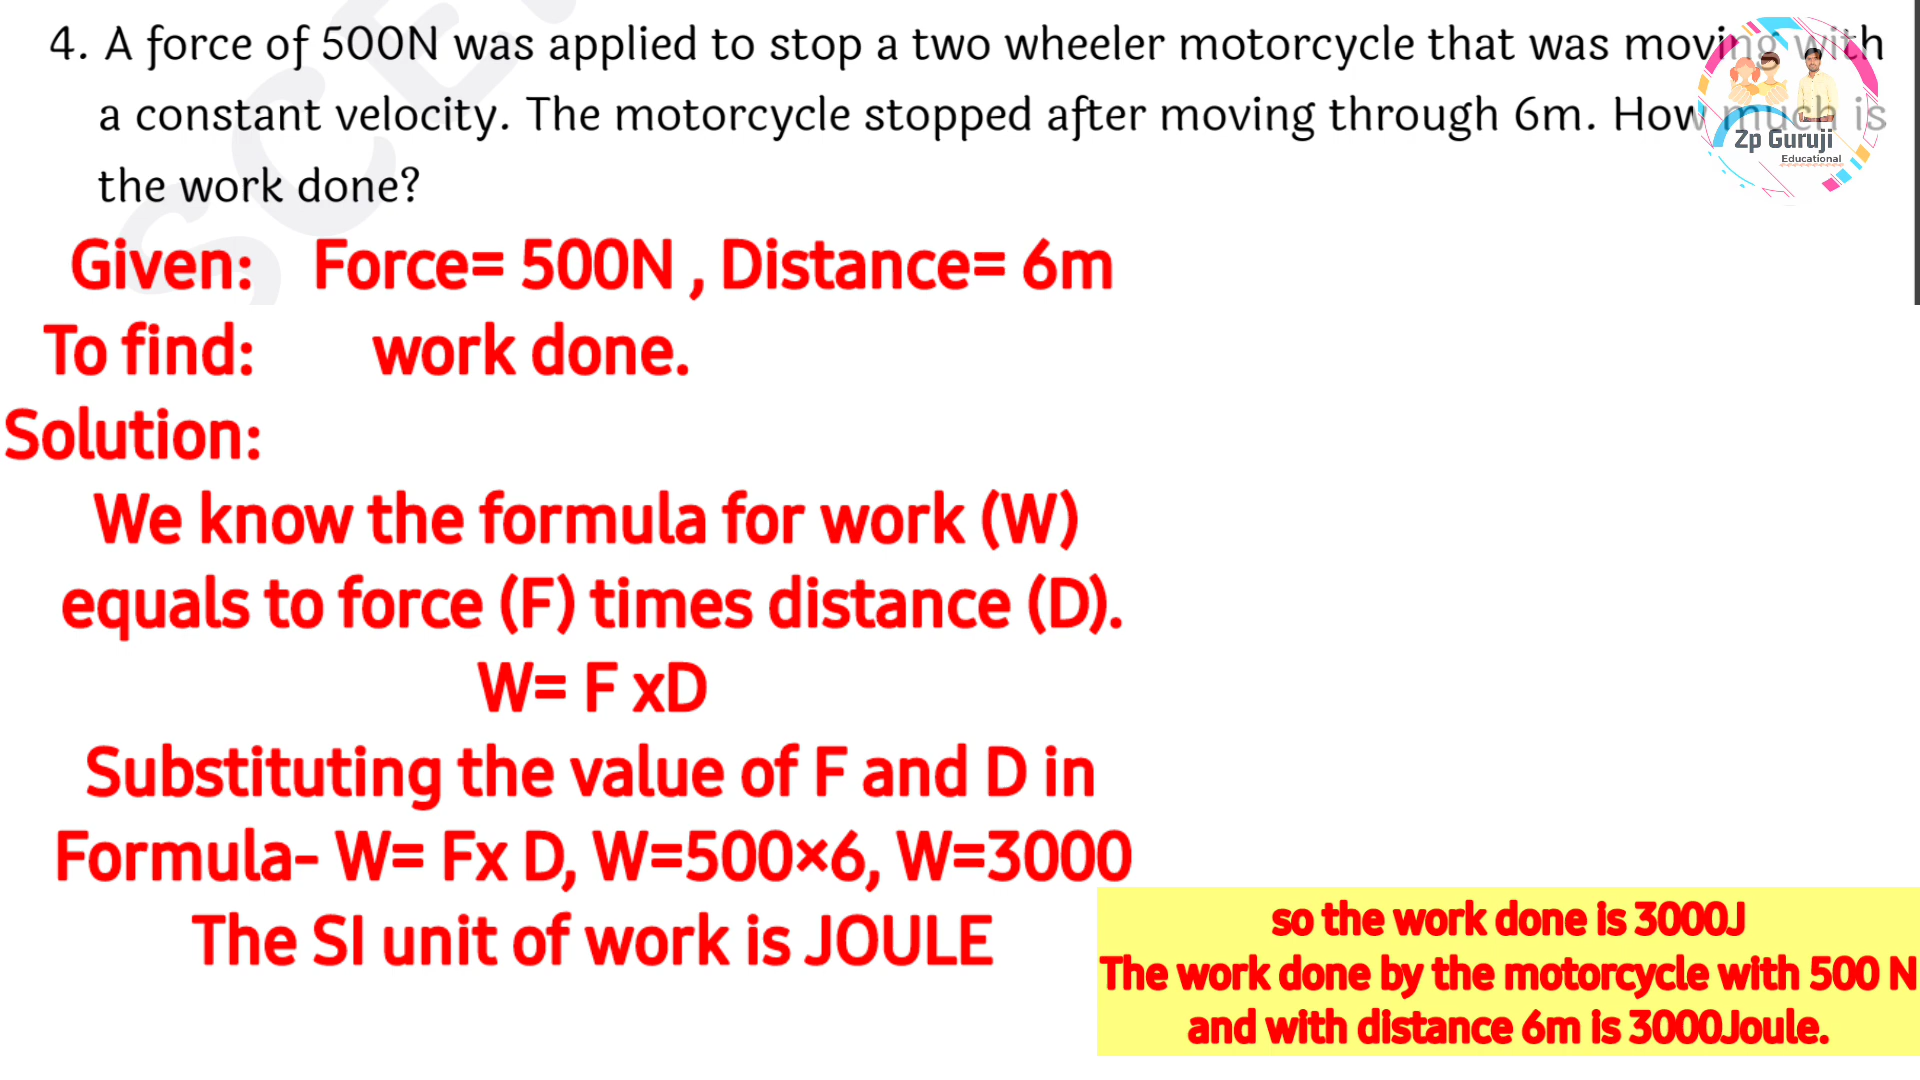 4. A force of 500N was applied to stop a two wheeler motorcycle that was moving with
a constant velocity. The motorcycle stopped after moving through 6m. How much is
the work done?
Zp Guruji
Educational
Given: Force= 500N , Distance= 6m
To find: work done.
Solution:
We know the formula for work (W)
equals to force (F) times distance (D).
W= F xD
Substituting the value of F and D in
Formula- W= Fx D, W=500×6, W=3000
The SI unit of work is JOULE
so the work done is 3000J
The work done by the motorcycle with 500 N
and with distance 6m is 3000Joule.